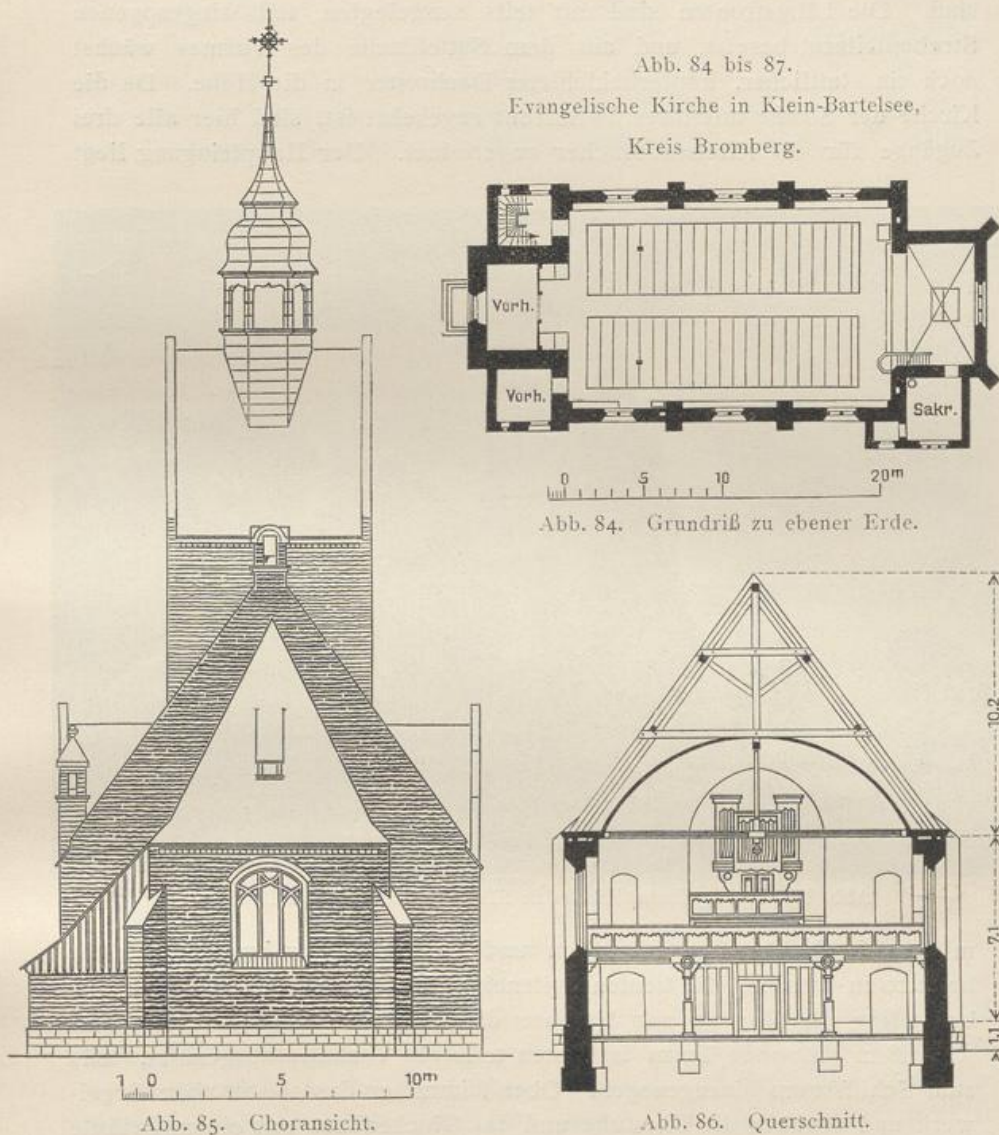 Abb. 84 bis 87.
Evangelische Kirche in Klein-Bartelsee,
Kreis Bromberg.
Vorh.
Vorh.
Sakr.
0 5 10 20m
Abb. 84. Grundriß zu ebener Erde.
10,2
7,1
1,1
1 0 5 10m
Abb. 85. Choransicht.
Abb. 86. Querschnitt.